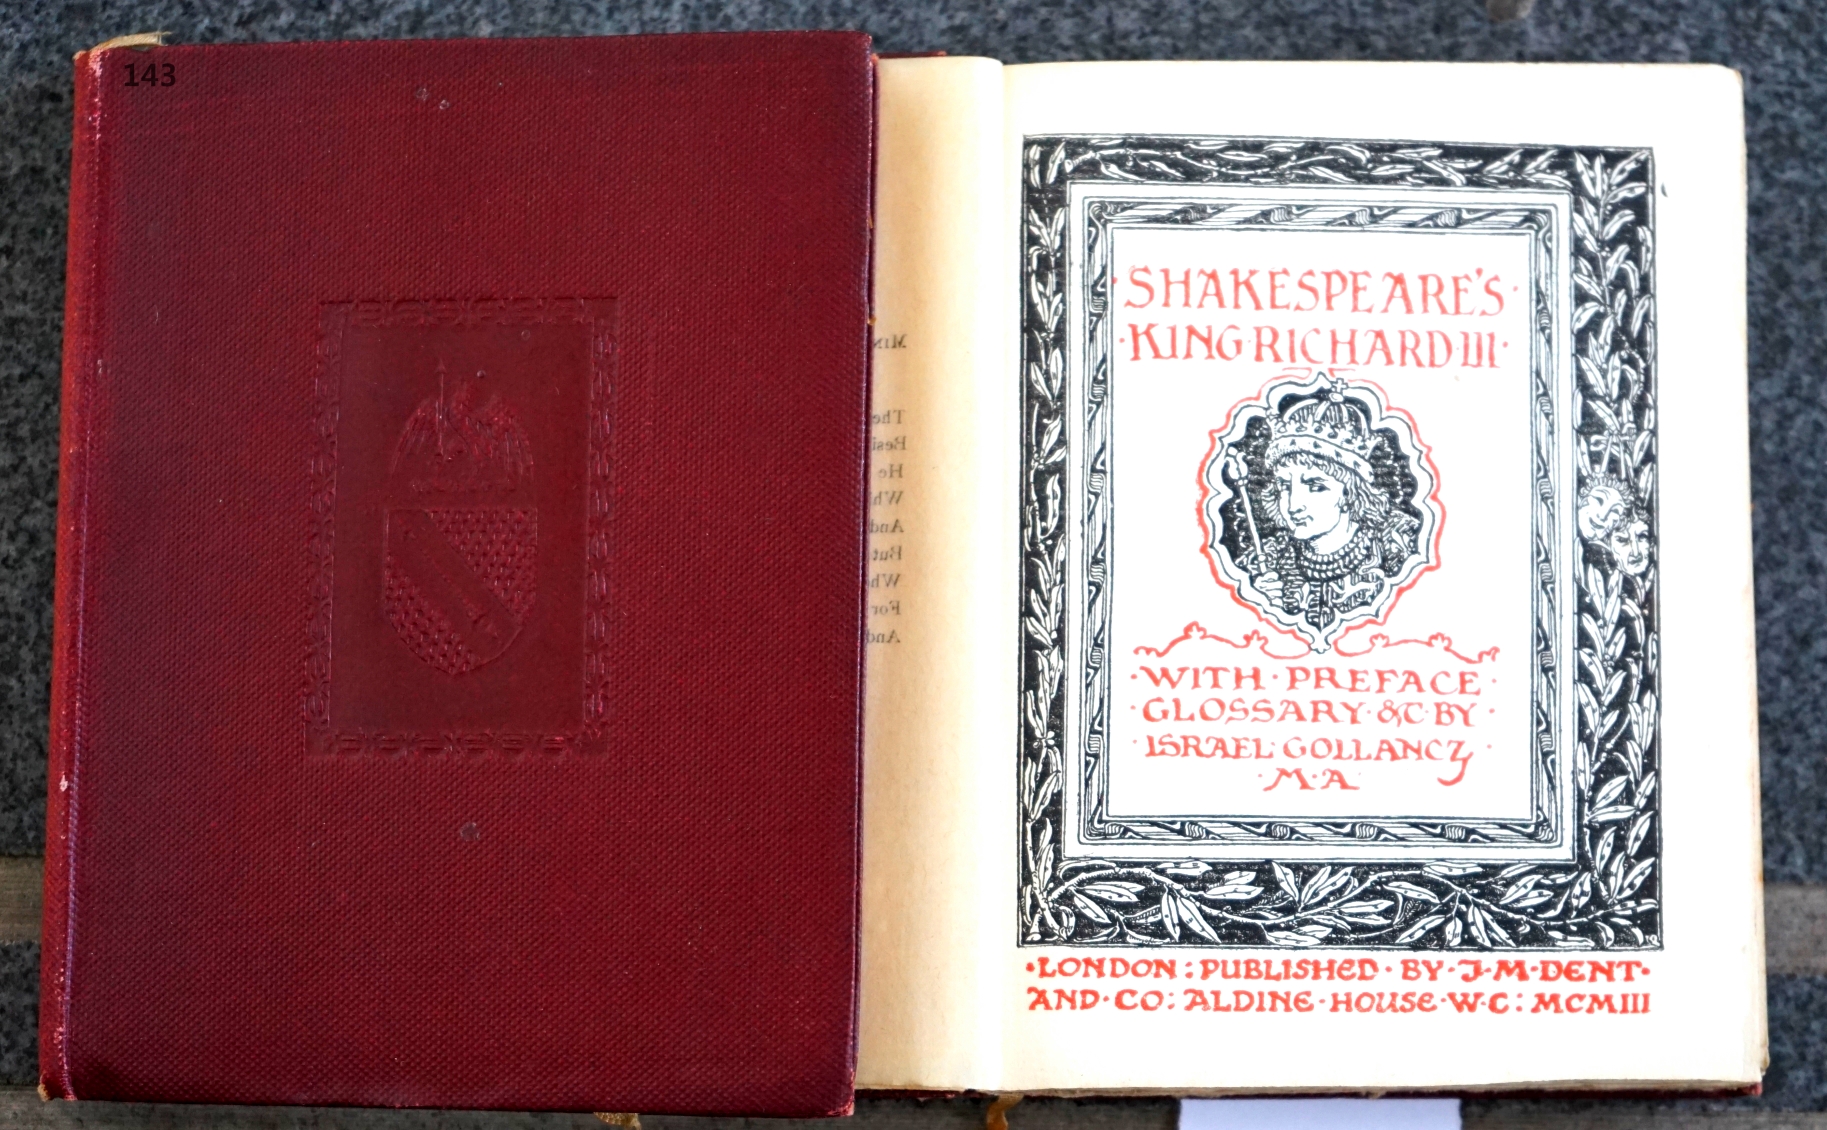 143
·SHAKESPEARE'S·
·KING·RICHARD·III·
·WITH·PREFACE·
·GLOSSARY·&C·BY·
·ISRAEL·GOLLANCZ·
·M·A·
·LONDON:PUBLISHED·BY·J·M·DENT·
AND·CO:ALDINE·HOUSE·W·C:MCMIII